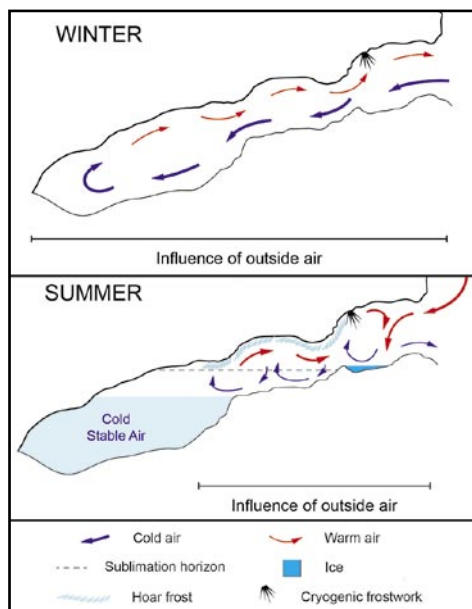 WINTER
Influence of outside air
SUMMER
Cold
Stable Air
Influence of outside air
Cold air
Warm air
Sublimation horizon
Ice
Hoar frost
Cryogenic frostwork